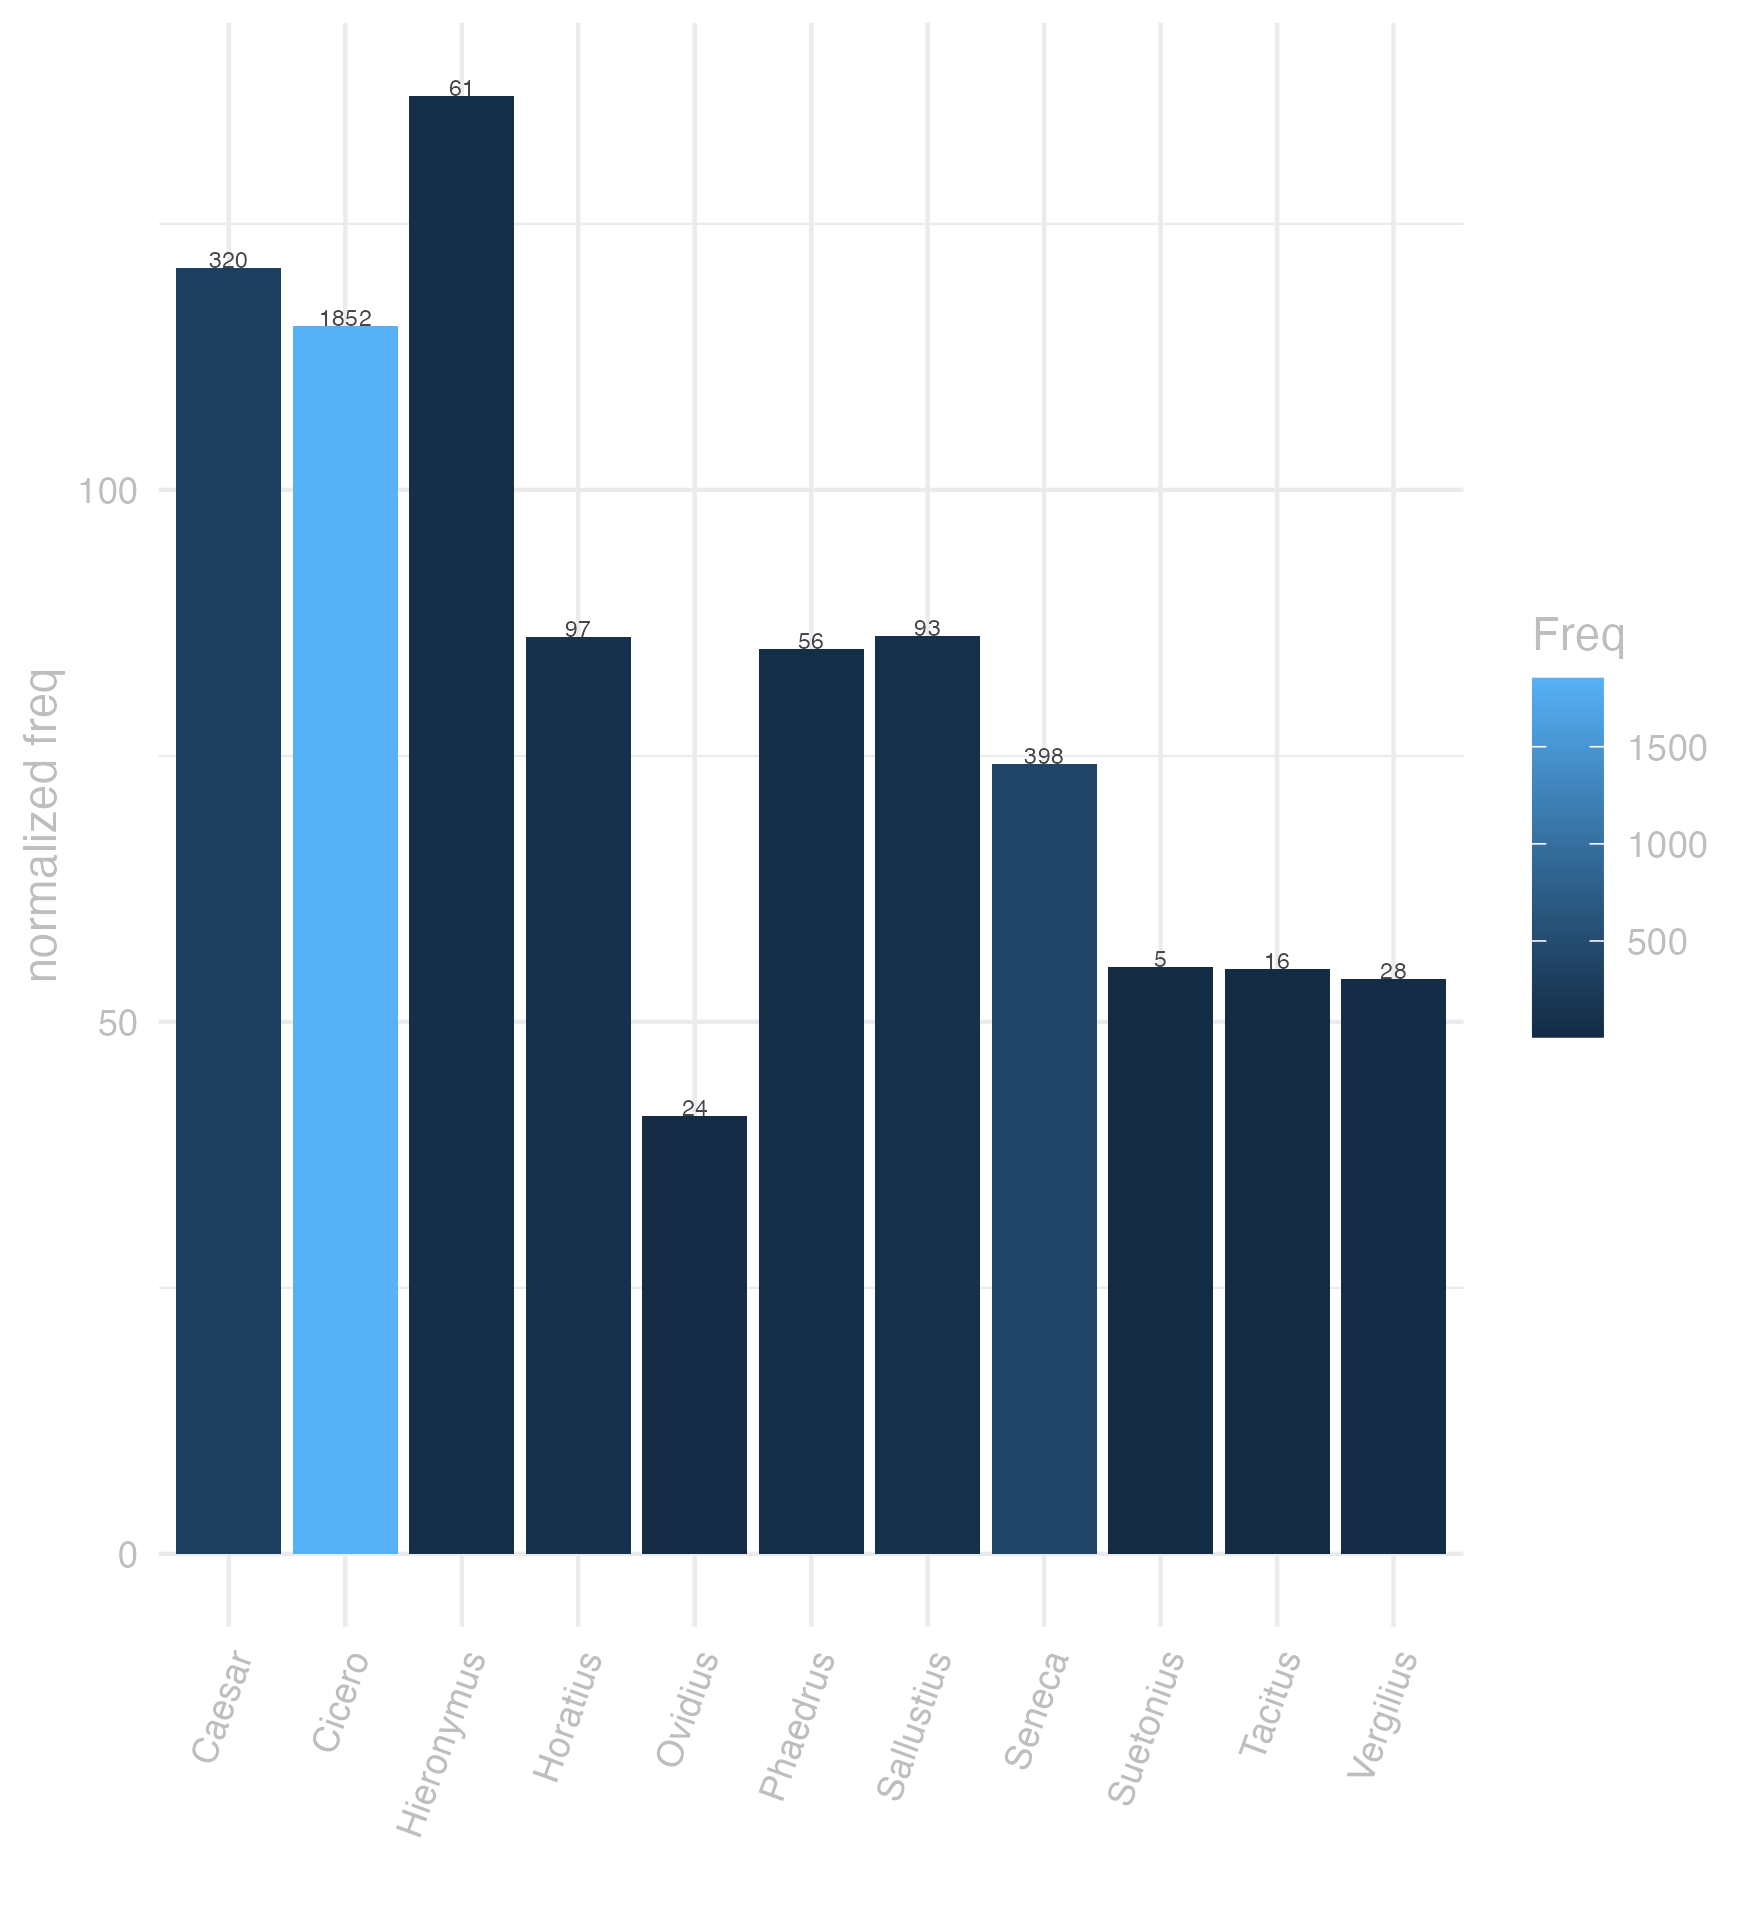 61
320
1852
97
56
93
398
5
16
28
24
100
50
0
normalized freq
Caesar
Cicero
Hieronymus
Horatius
Ovidius
Phaedrus
Sallustius
Seneca
Suetonius
Tacitus
Vergilius
Freq
1500
1000
500